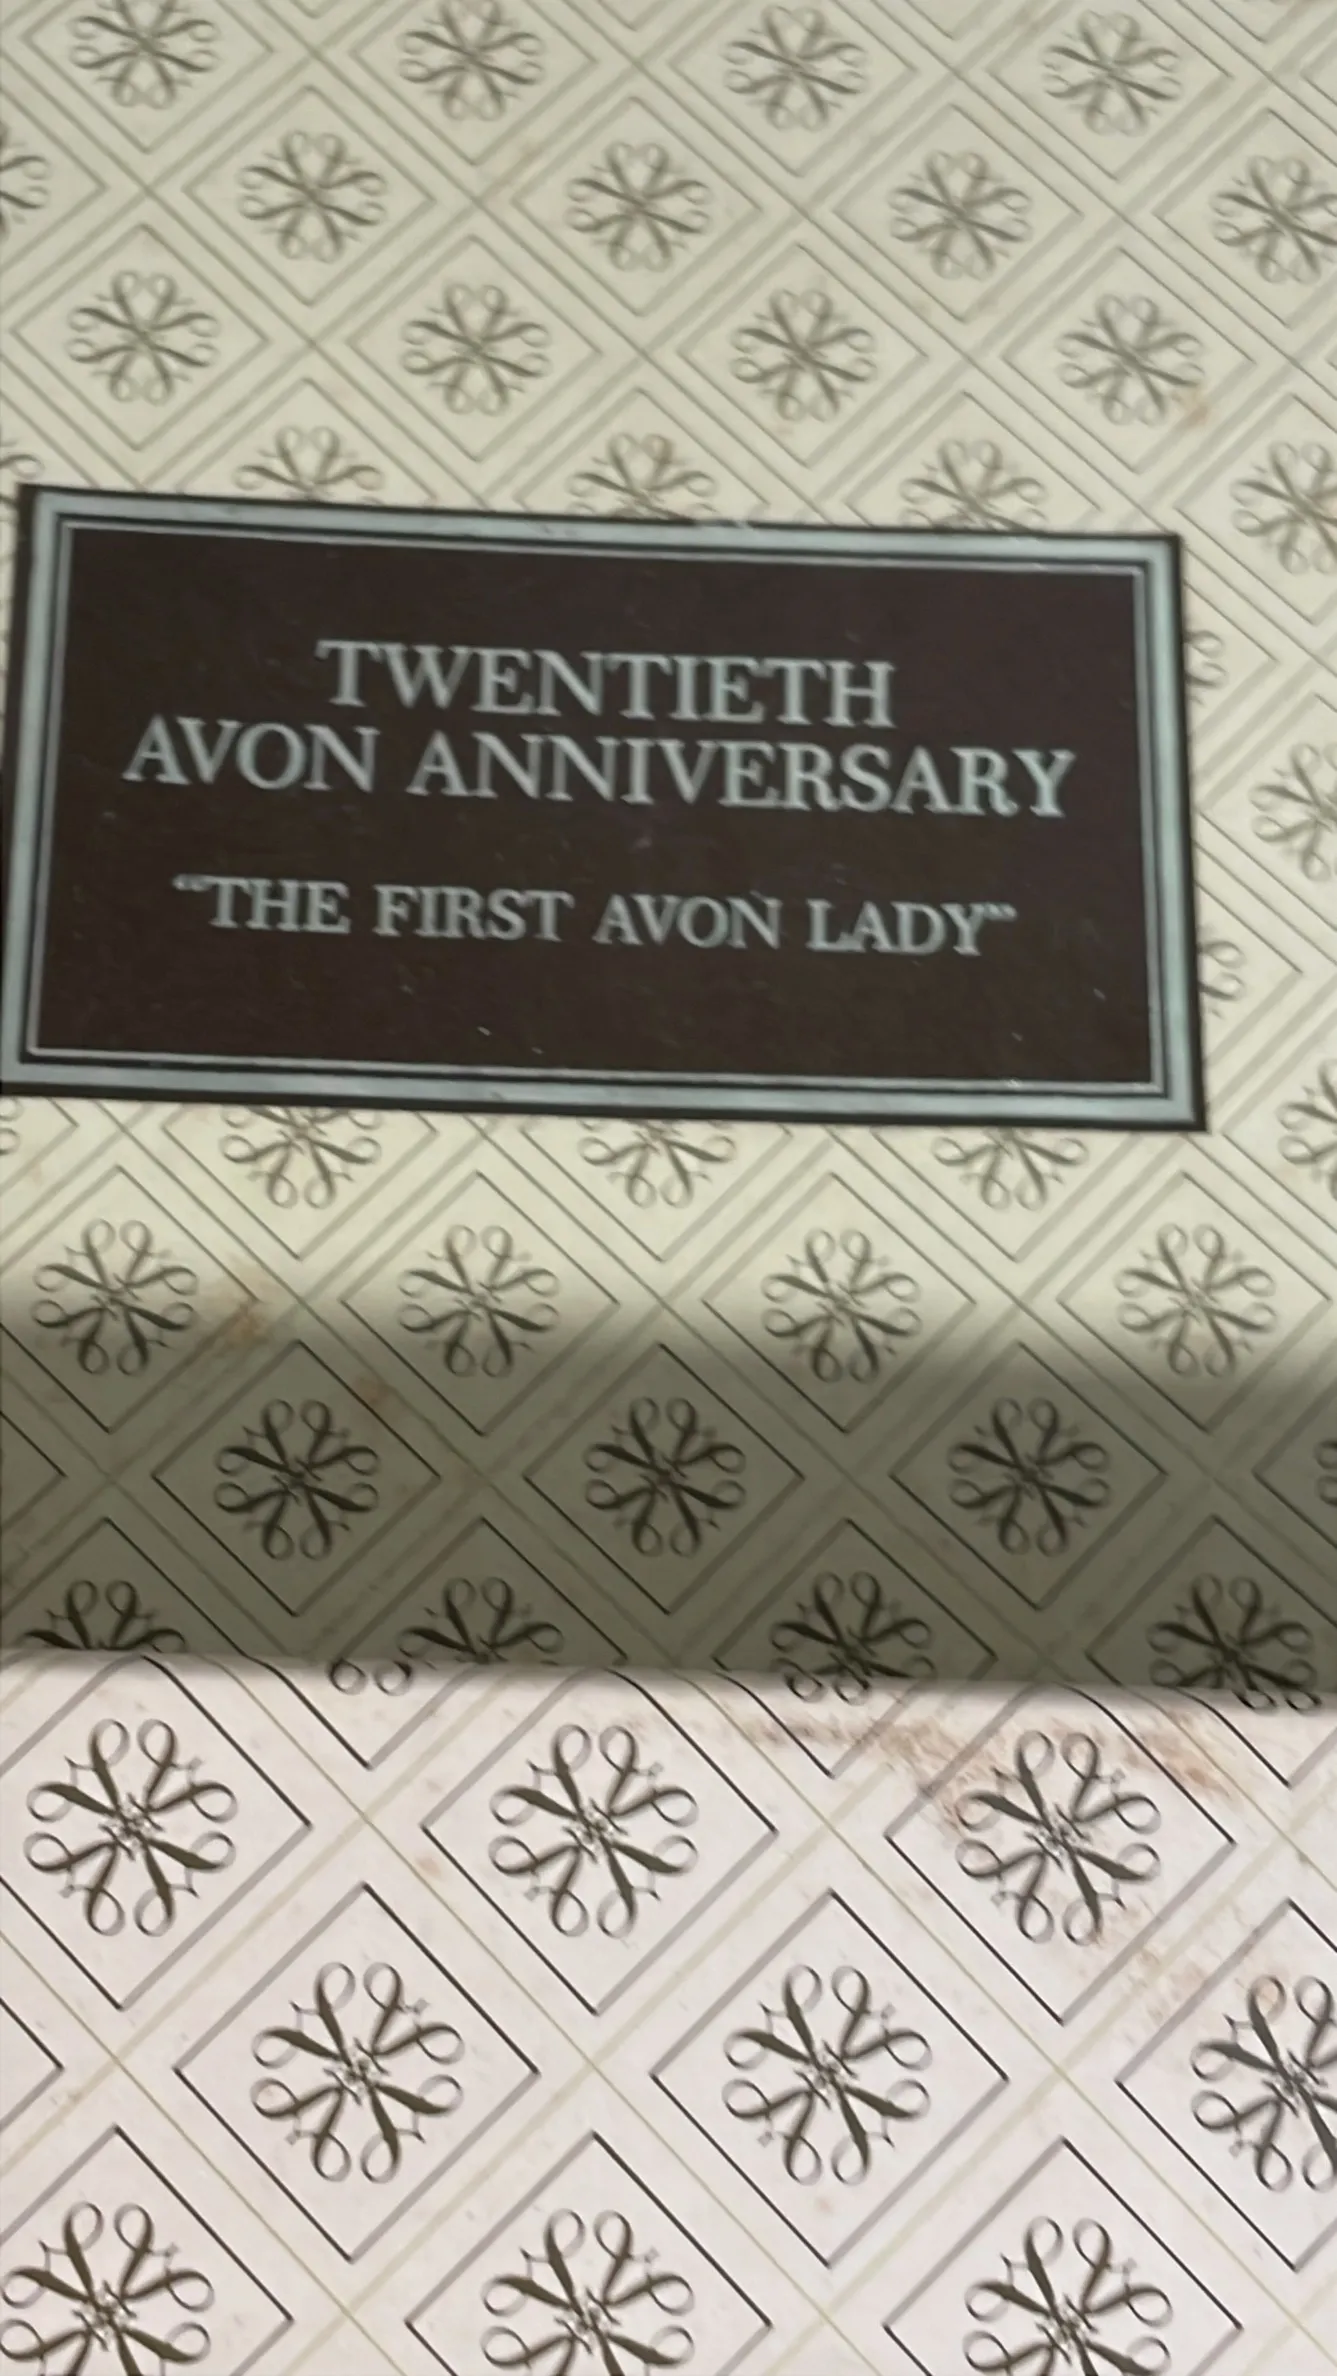 TWENTIETH
AVON ANNIVERSARY
“THE FIRST AVON LADY”